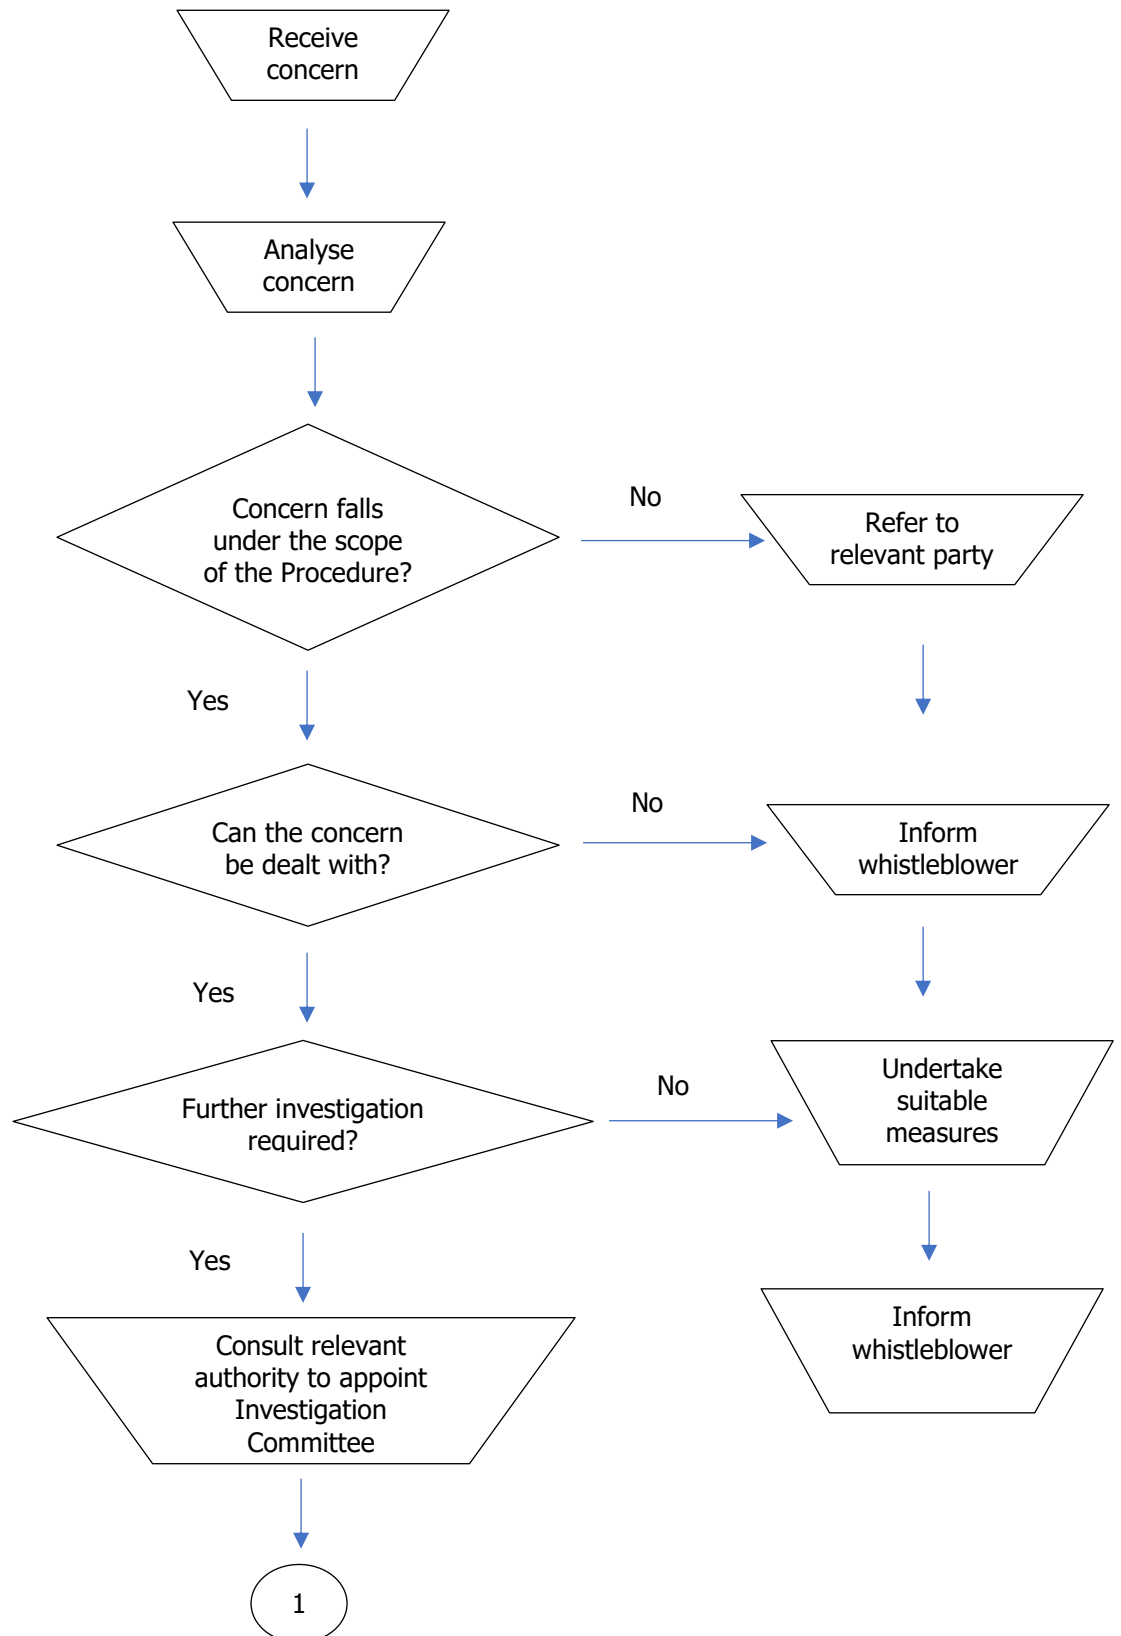 Receive
concern
Analyse
concern
Concern falls
under the scope
of the Procedure?
No
Refer to
relevant party
Yes
Can the concern
be dealt with?
No
Inform
whistleblower
Yes
Further investigation
required?
No
Undertake
suitable
measures
Yes
Consult relevant
authority to appoint
Investigation
Committee
Inform
whistleblower
1